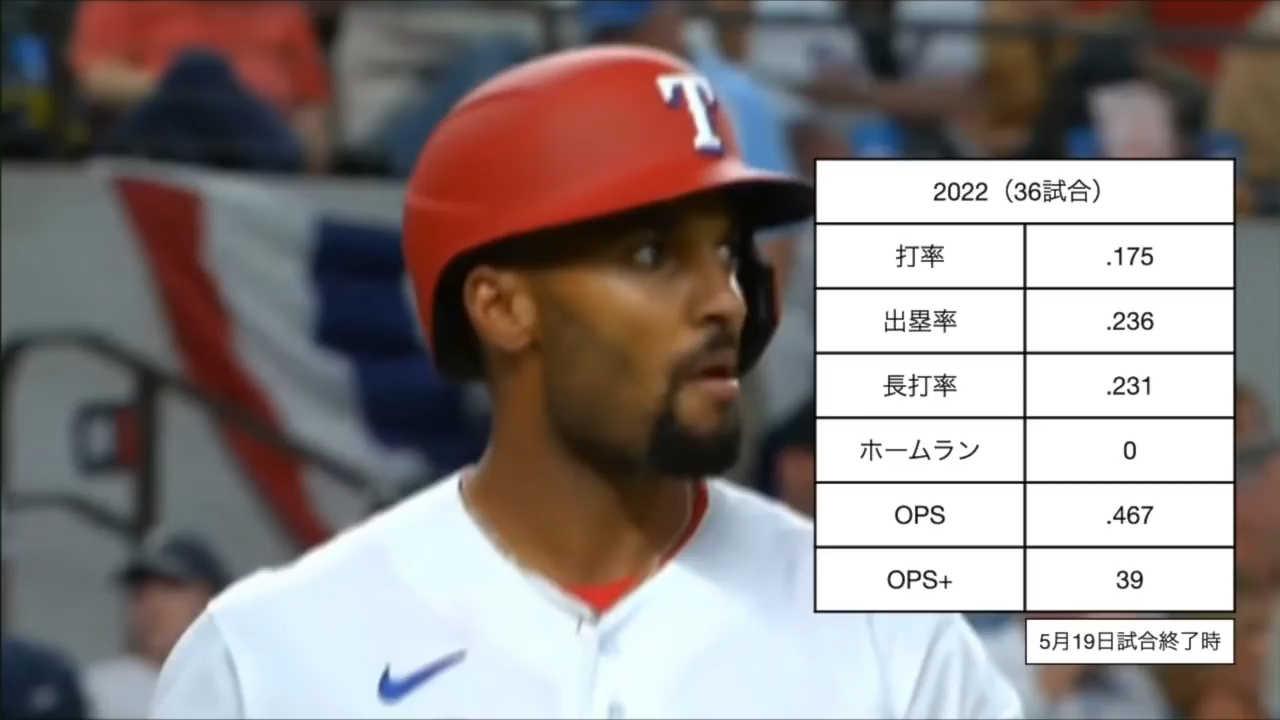 T
2022（36試合）
打率 .175
出塁率 .236
長打率 .231
ホームラン 0
OPS .467
OPS+ 39
5月19日試合終了時